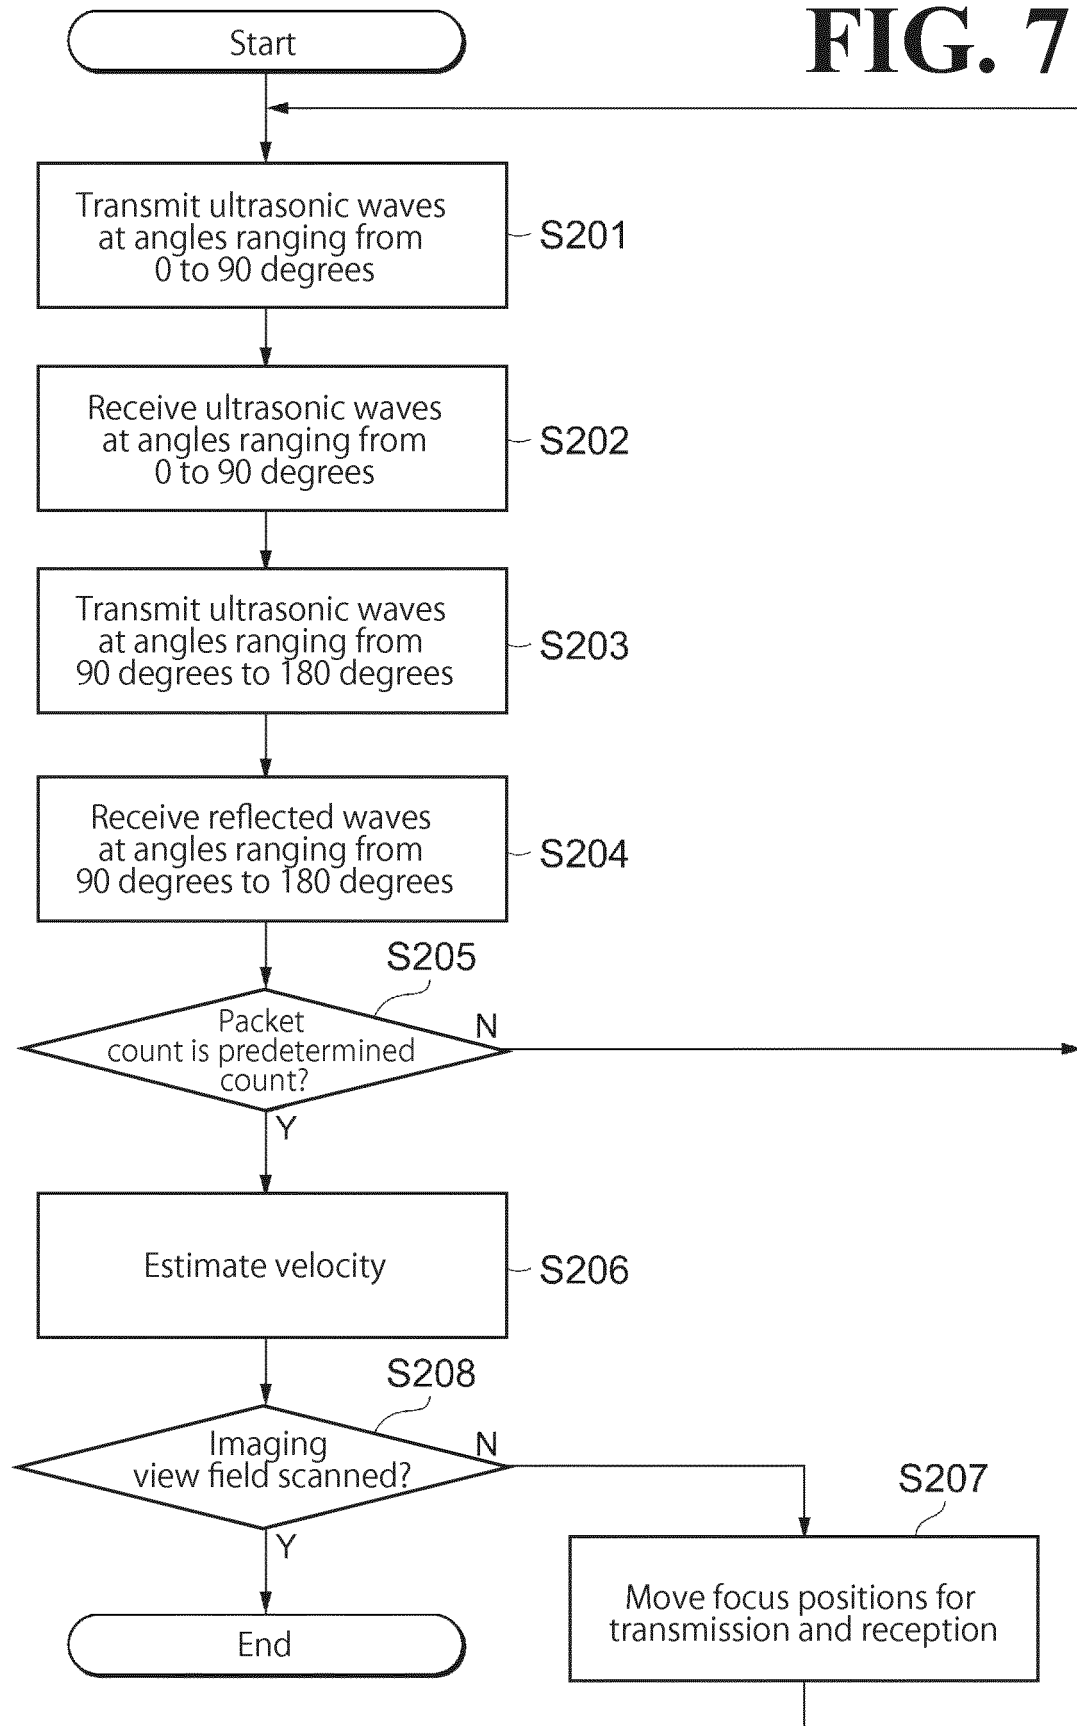 FIG. 7
Start
Transmit ultrasonic waves
at angles ranging from
0 to 90 degrees
S201
Receive ultrasonic waves
at angles ranging from
0 to 90 degrees
S202
Transmit ultrasonic waves
at angles ranging from
90 degrees to 180 degrees
S203
Receive reflected waves
at angles ranging from
90 degrees to 180 degrees
S204
S205
Packet
count is predetermined
count?
N
Y
Estimate velocity
S206
S208
Imaging
view field scanned?
N
Y
S207
Move focus positions for
transmission and reception
End